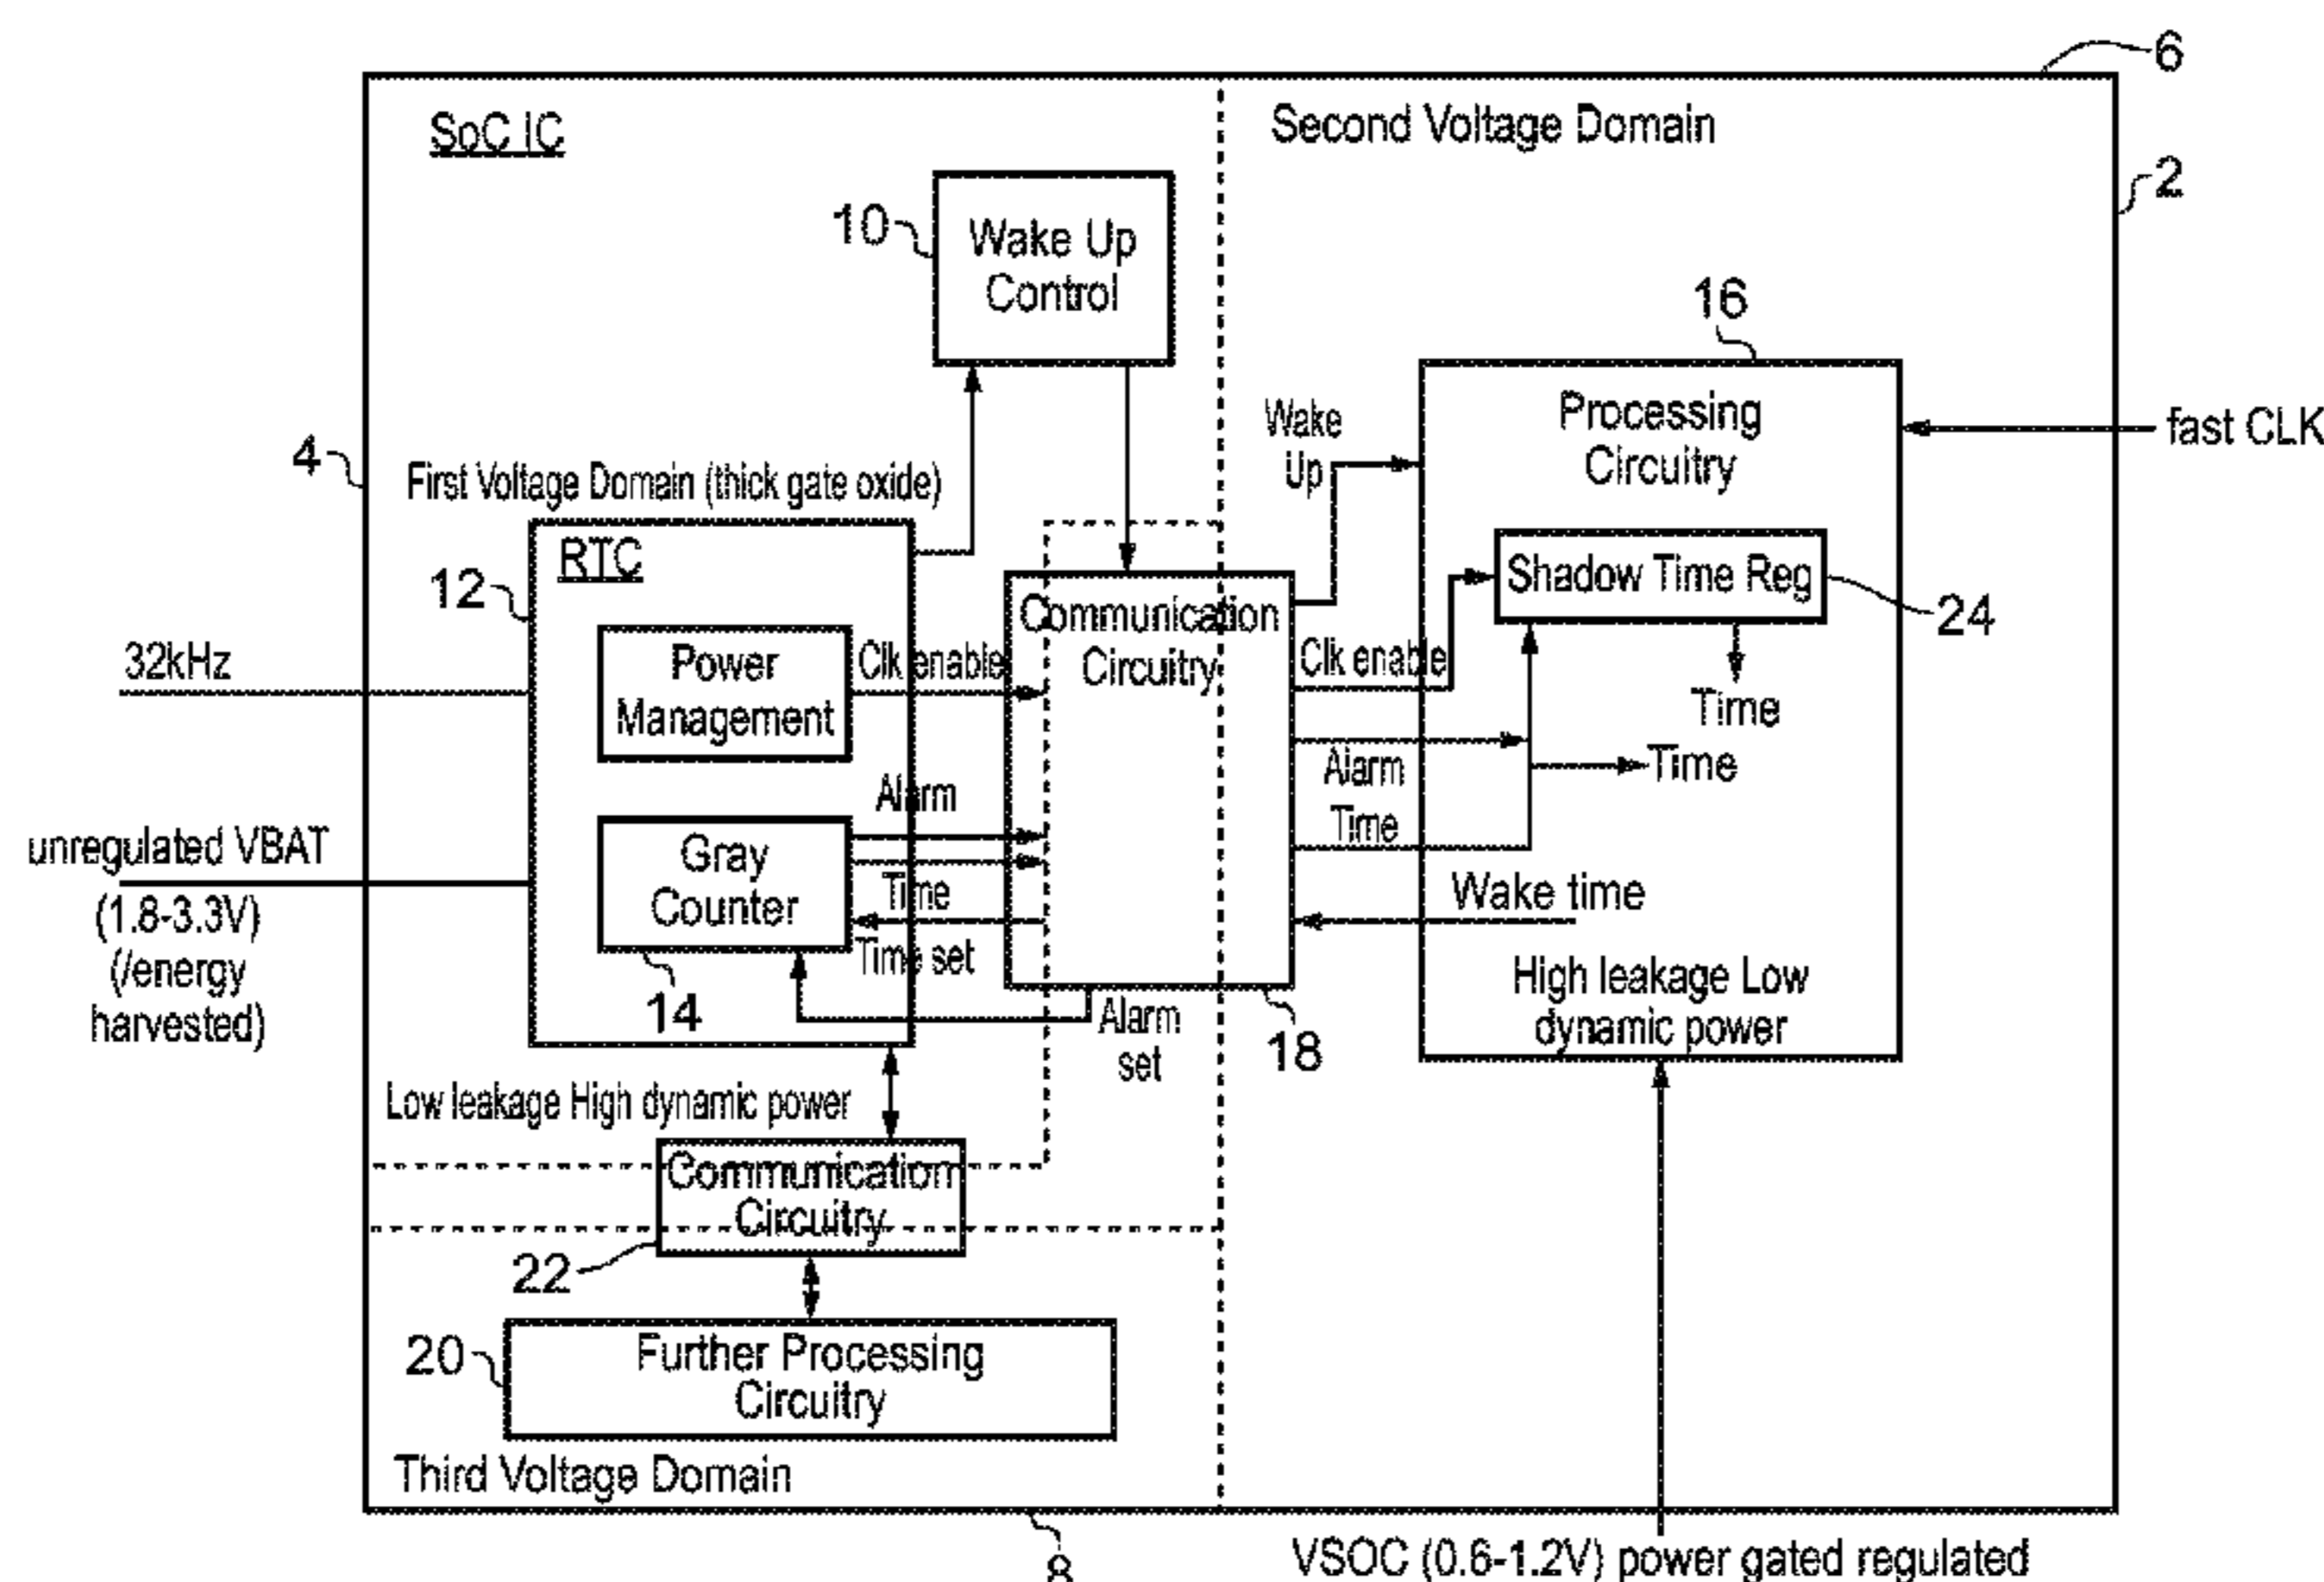 6
SoC IC
Second Voltage Domain
2
10
Wake Up
Control
16
Processing
Circuitry
fast CLK
Wake
Up
4
First Voltage Domain (thick gate oxide)
RTC
12
Shadow Time Reg
24
Communication
Circuitry
32kHz
Power
Management
Clk enable
Clk enable
Time
Time
Alarm
Alarm
Time
unregulated VBAT
(1.8-3.3V)
(/energy
harvested)
Gray
Counter
Time
Wake time
Time set
14
High leakage Low
dynamic power
Alarm
set
18
Low leakage High dynamic power
Communication
Circuitry
22
20
Further Processing
Circuitry
Third Voltage Domain
8
VSOC (0.6-1.2V) power gated regulated